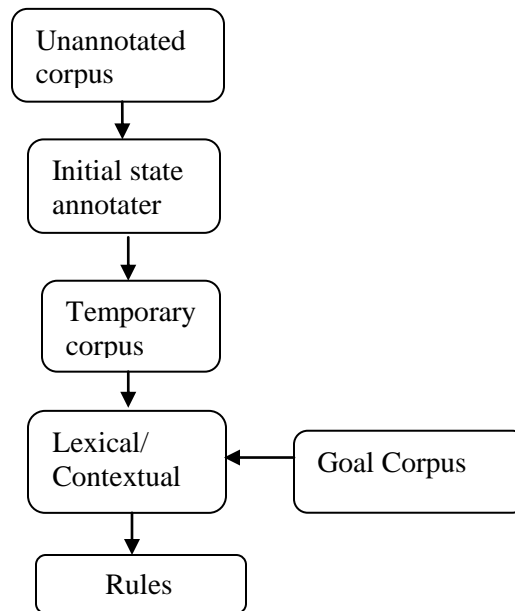 Unannotated
corpus
Initial state
annotater
Temporary
corpus
Lexical/
Contextual
Goal Corpus
Rules